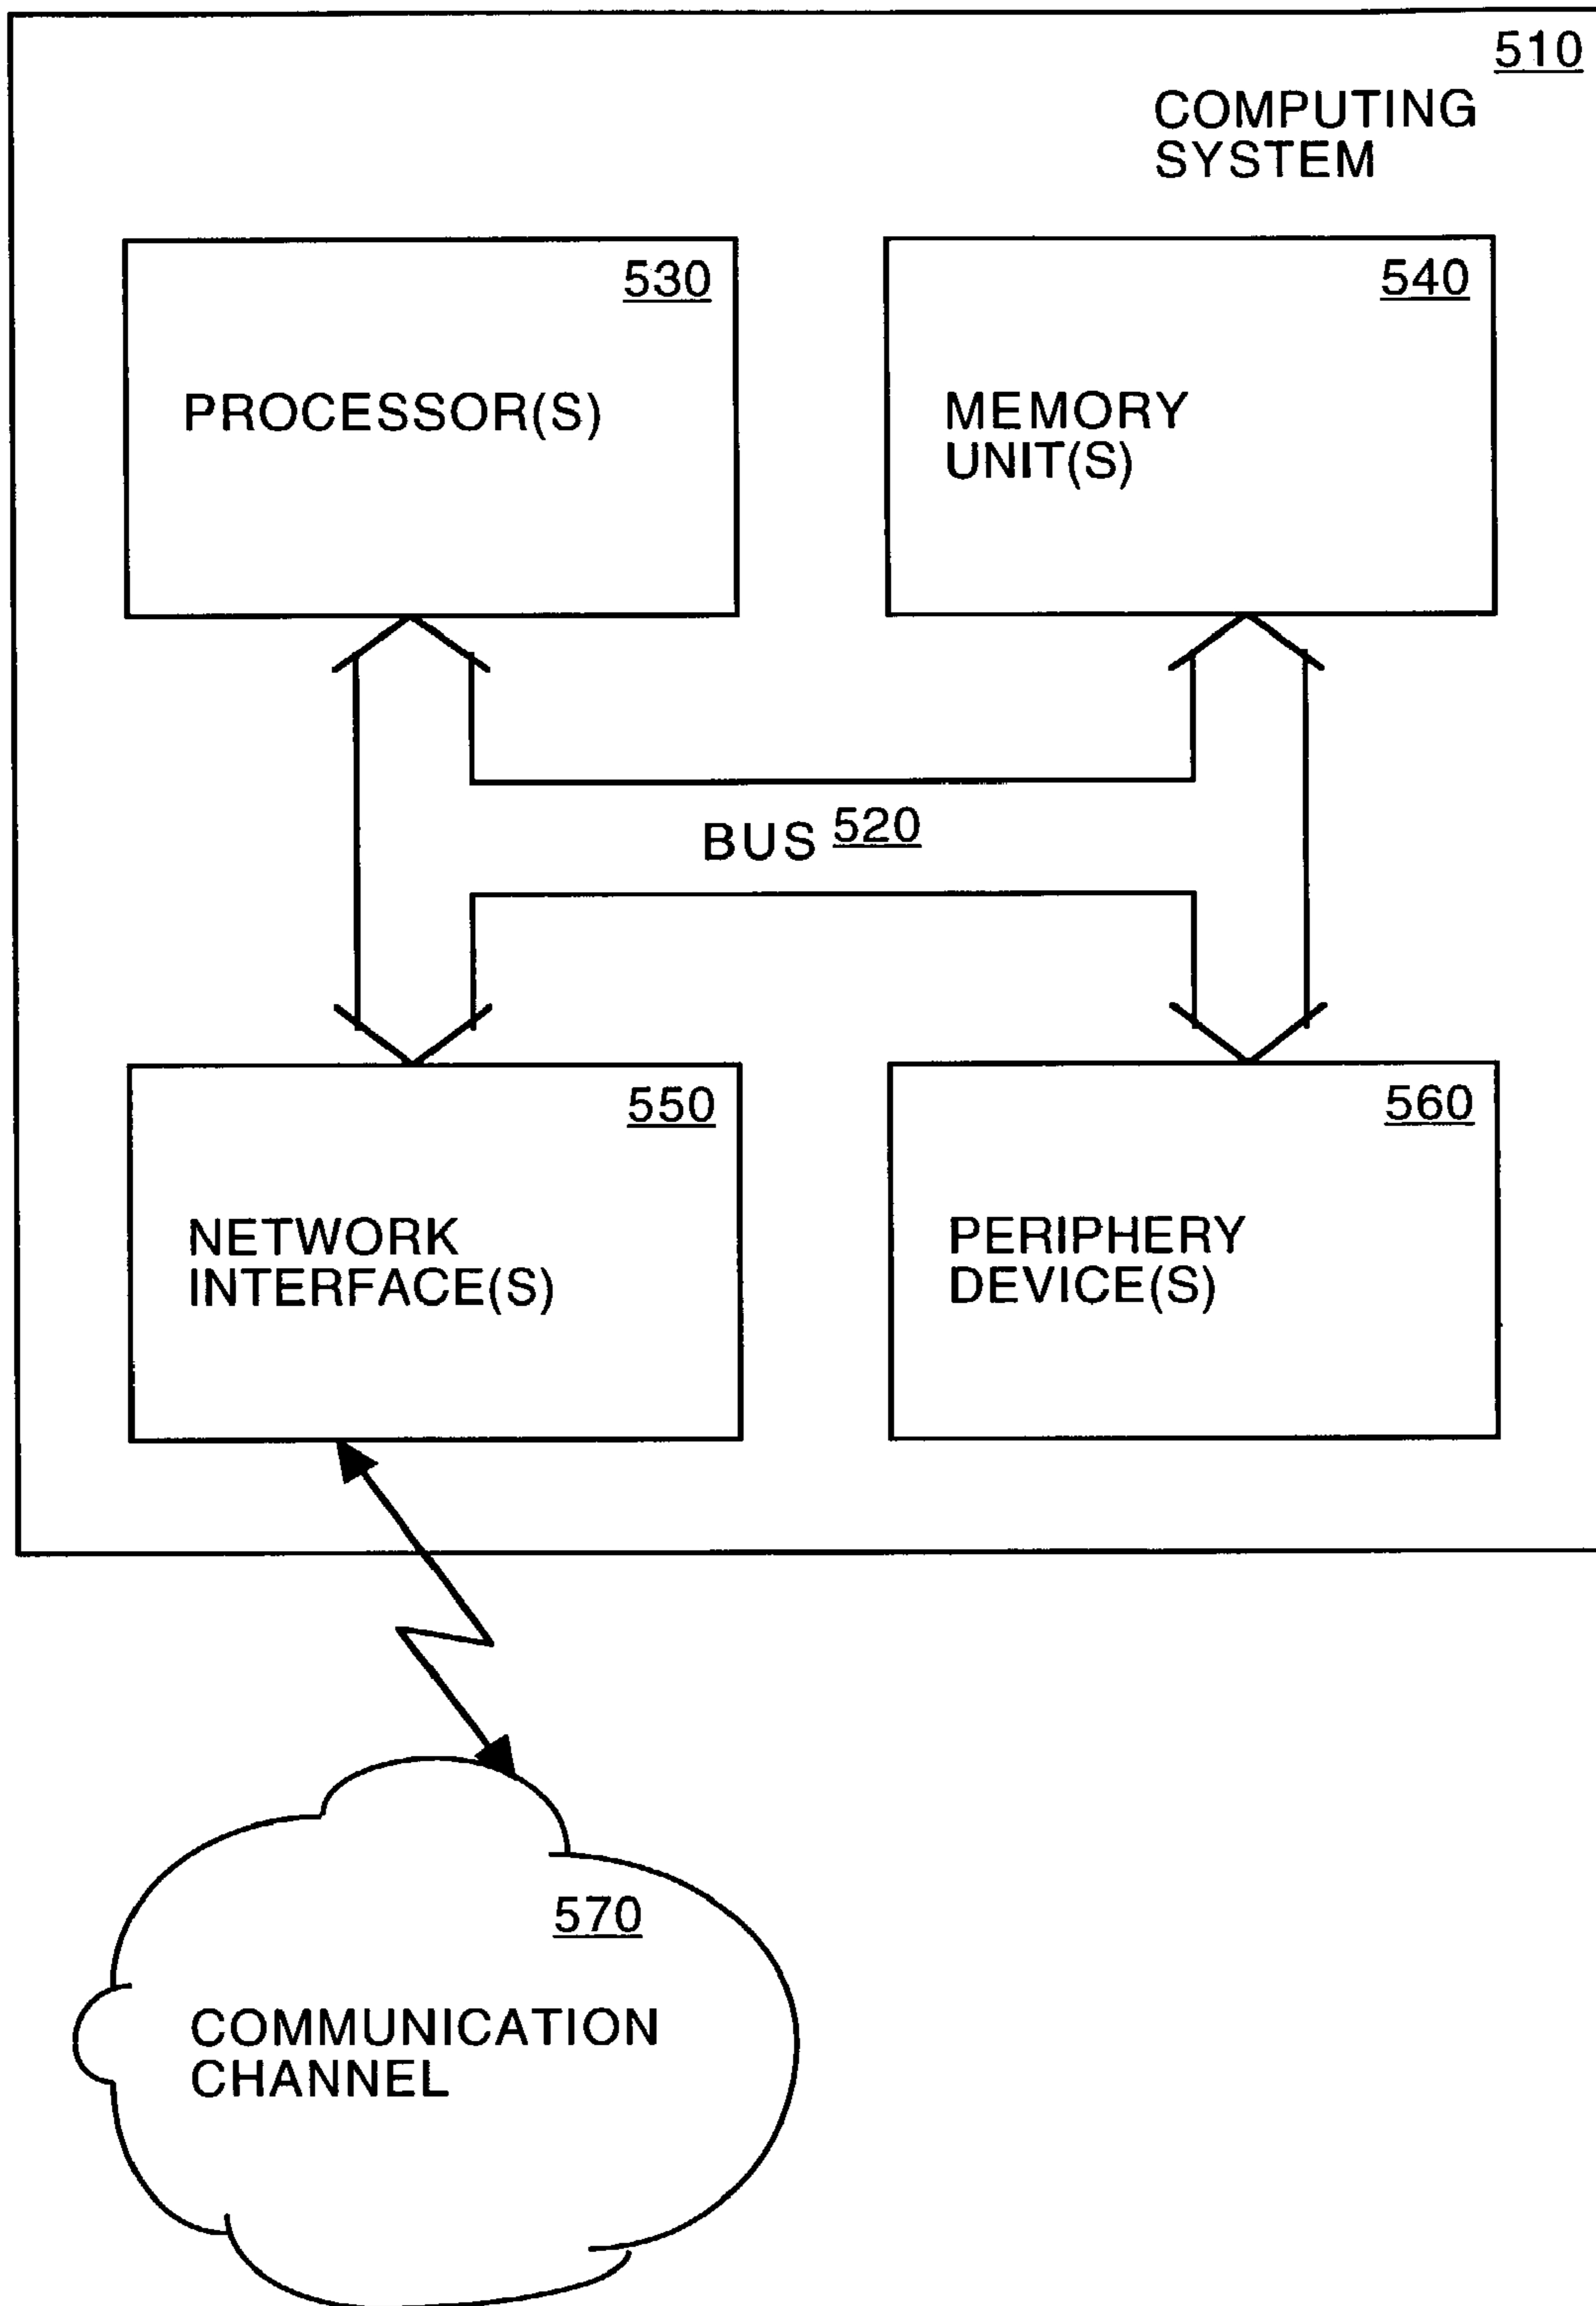 510
COMPUTING
SYSTEM
530
PROCESSOR(S)
540
MEMORY
UNIT(S)
BUS 520
550
NETWORK
INTERFACE(S)
560
PERIPHERY
DEVICE(S)
570
COMMUNICATION
CHANNEL